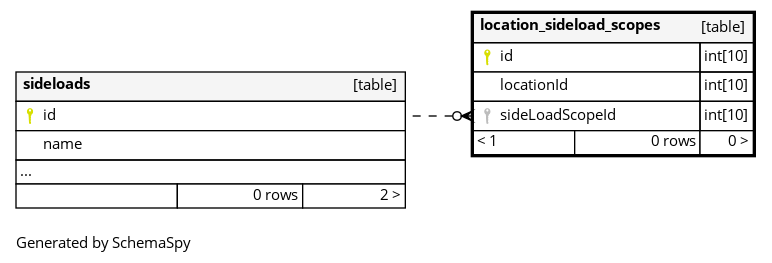 sideloads [table]
id
name
...
0 rows 2 >
location_sideload_scopes [table]
id int[10]
locationId int[10]
sideLoadScopeId int[10]
< 1 0 rows 0 >
Generated by SchemaSpy